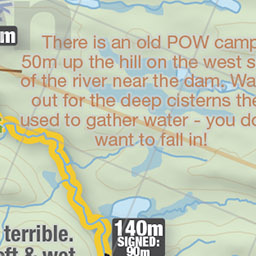 m
There is an old POW camp
50m up the hill on the west s
of the river near the dam. Wa
out for the deep cisterns the
used to gather water - you do
want to fall in!
140m
SIGNED:
90m
terrible.
oft & wet